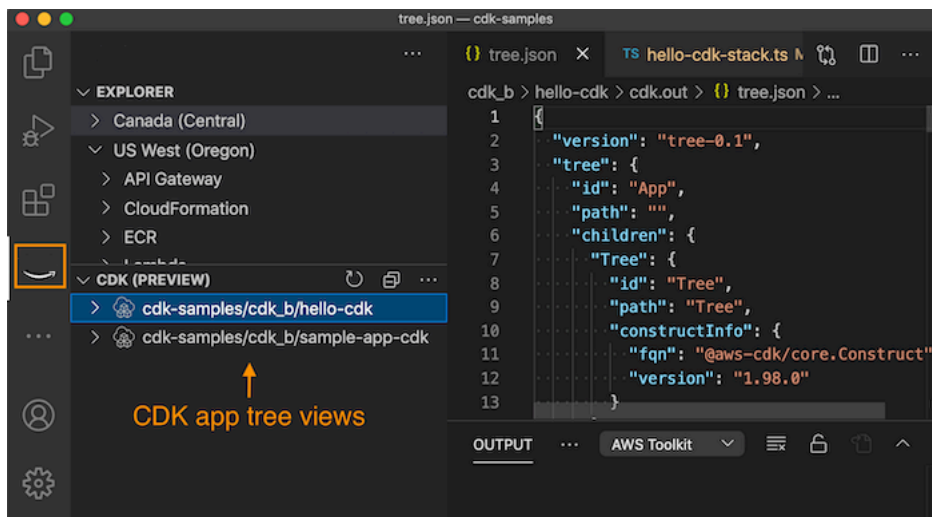 tree.json — cdk-samples
EXPLORER
Canada (Central)
US West (Oregon)
API Gateway
CloudFormation
ECR
Lambda
CDK (PREVIEW)
cdk-samples/cdk_b/hello-cdk
cdk-samples/cdk_b/sample-app-cdk
CDK app tree views
{} tree.json × TS hello-cdk-stack.ts M
cdk_b > hello-cdk > cdk.out > {} tree.json > ...
1 {
2 "version": "tree-0.1",
3 "tree": {
4 "id": "App",
5 "path": "",
6 "children": {
7 "Tree": {
8 "id": "Tree",
9 "path": "Tree",
10 "constructInfo": {
11 "fqn": "@aws-cdk/core.Construct"
12 "version": "1.98.0"
13 }
OUTPUT ... AWS Toolkit